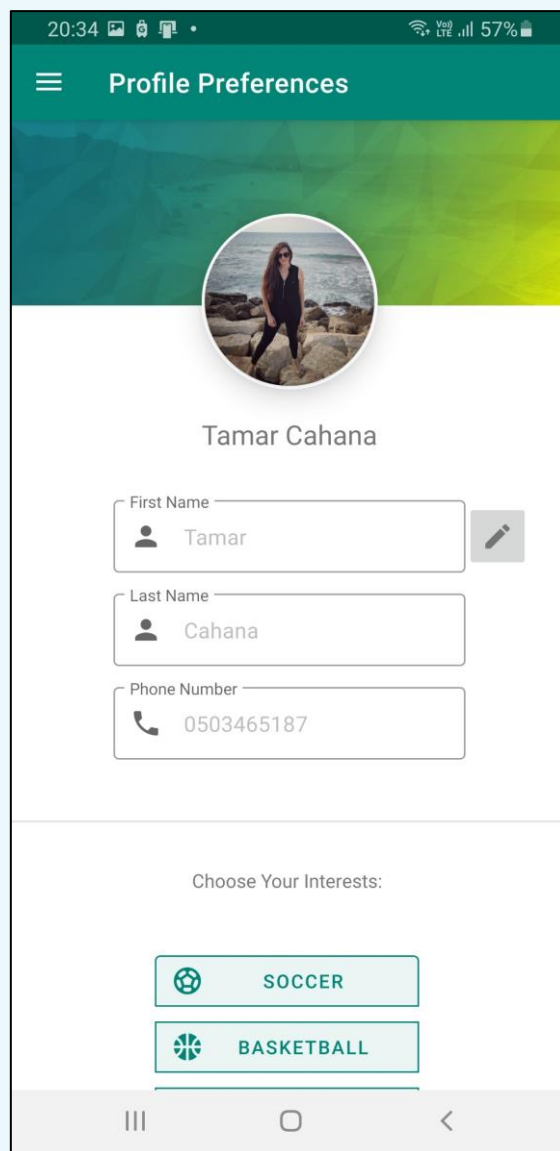 20:34 57%
Profile Preferences
Tamar Cahana
First Name
Tamar
Last Name
Cahana
Phone Number
0503465187
Choose Your Interests:
SOCCER
BASKETBALL